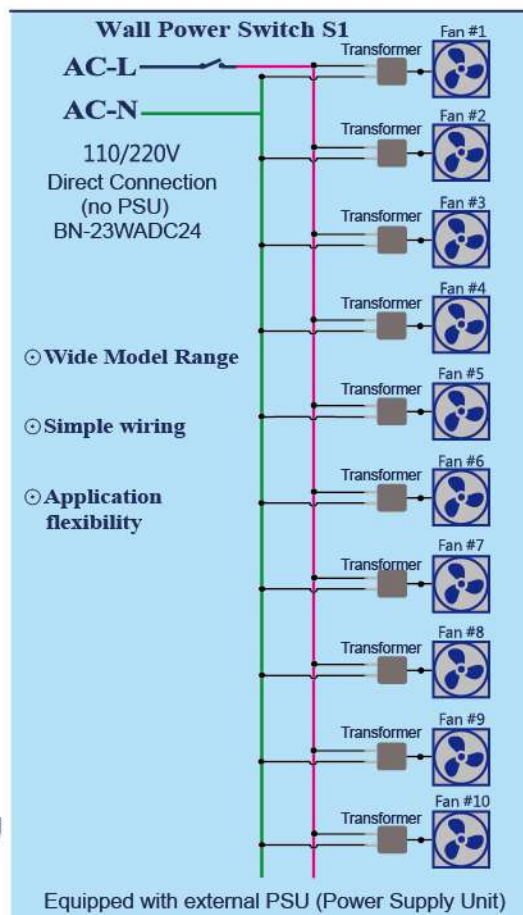 Wall Power Switch S1
AC-L
AC-N
110/220V
Direct Connection
(no PSU)
BN-23WADC24
⊙Wide Model Range
⊙Simple wiring
⊙Application
flexibility
Transformer
Fan #1
Transformer
Fan #2
Transformer
Fan #3
Transformer
Fan #4
Transformer
Fan #5
Transformer
Fan #6
Transformer
Fan #7
Transformer
Fan #8
Transformer
Fan #9
Transformer
Fan #10
Equipped with external PSU (Power Supply Unit)